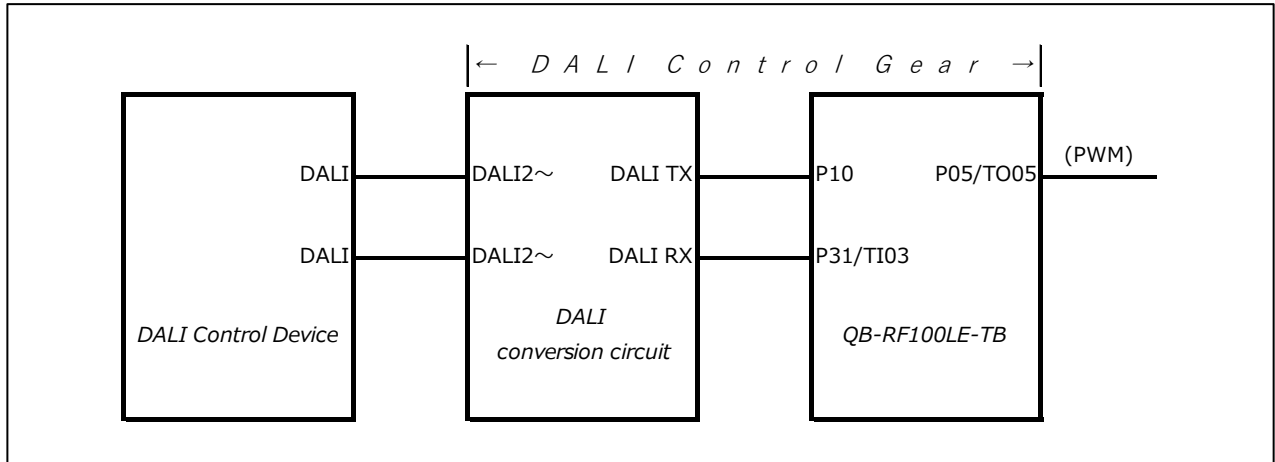 ← DALI Control Gear →
(PWM)
DALI DALI2～ DALI TX P10 P05/TO05
DALI DALI2～ DALI RX P31/TI03
DALI Control Device DALI conversion circuit QB-RF100LE-TB